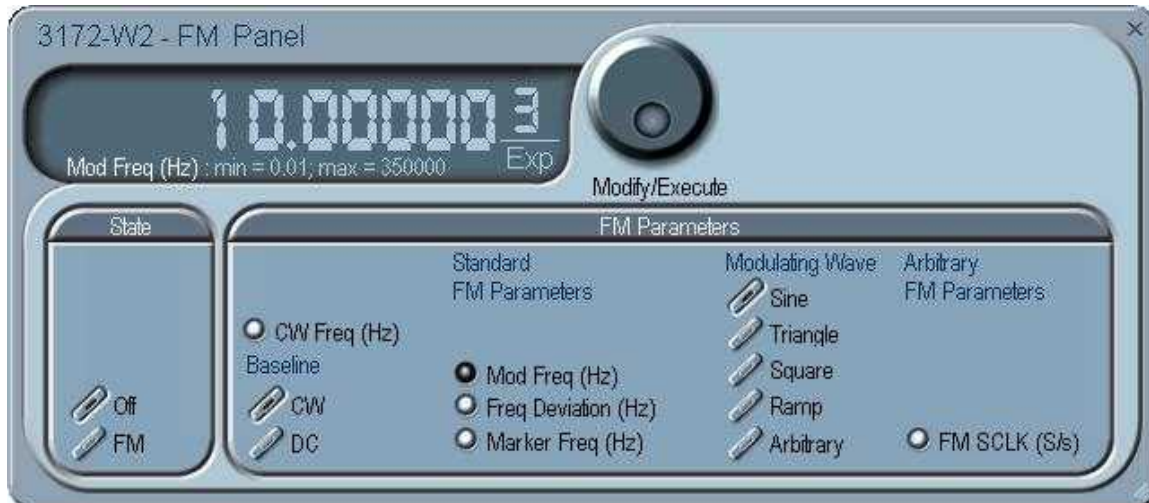 3172-W2 - FM Panel
10.00000 3
Exp
Mod Freq (Hz) : min = 0.01; max = 350000
Modify/Execute
State
Off
FM
FM Parameters
CW Freq (Hz)
Baseline
CW
DC
Standard
FM Parameters
Mod Freq (Hz)
Freq Deviation (Hz)
Marker Freq (Hz)
Modulating Wave
Sine
Triangle
Square
Ramp
Arbitrary
Arbitrary
FM Parameters
FM SCLK (S/s)